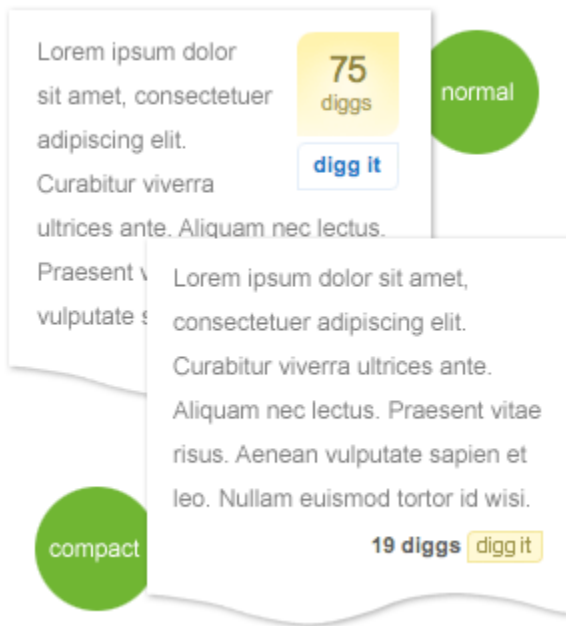 Lorem ipsum dolor
sit amet, consectetuer
adipiscing elit.
Curabitur viverra
ultrices ante. Aliquam nec lectus.
Praesent
vulputate
75
diggs
digg it
normal
Lorem ipsum dolor sit amet,
consectetuer adipiscing elit.
Curabitur viverra ultrices ante.
Aliquam nec lectus. Praesent vitae
risus. Aenean vulputate sapien et
leo. Nullam euismod tortor id wisi.
19 diggs digg it
compact